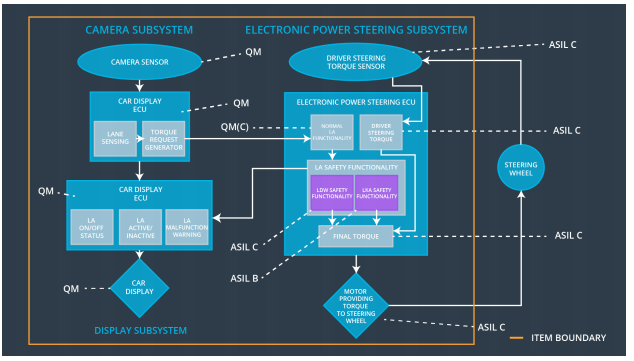 CAMERA SUBSYSTEM
ELECTRONIC POWER STEERING SUBSYSTEM
CAMERA SENSOR
QM
DRIVER STEERING
TORQUE SENSOR
ASIL C
CAR DISPLAY
ECU
QM
LANE
SENSING
TORQUE
REQUEST
GENERATOR
ELECTRONIC POWER STEERING ECU
QM(C)
NORMAL
LA
FUNCTIONALITY
DRIVER
STEERING
TORQUE
ASIL C
LA SAFETY FUNCTIONALITY
LDW SAFETY
FUNCTIONALITY
LKA SAFETY
FUNCTIONALITY
STEERING
WHEEL
QM
CAR DISPLAY
ECU
LA
ON/OFF
STATUS
LA
ACTIVE/
INACTIVE
LA
MALFUNCTION
WARNING
ASIL C
FINAL TORQUE
ASIL C
ASIL B
QM
CAR
DISPLAY
MOTOR
PROVIDING
TORQUE
TO STEERING
WHEEL
ASIL C
DISPLAY SUBSYSTEM
ITEM BOUNDARY